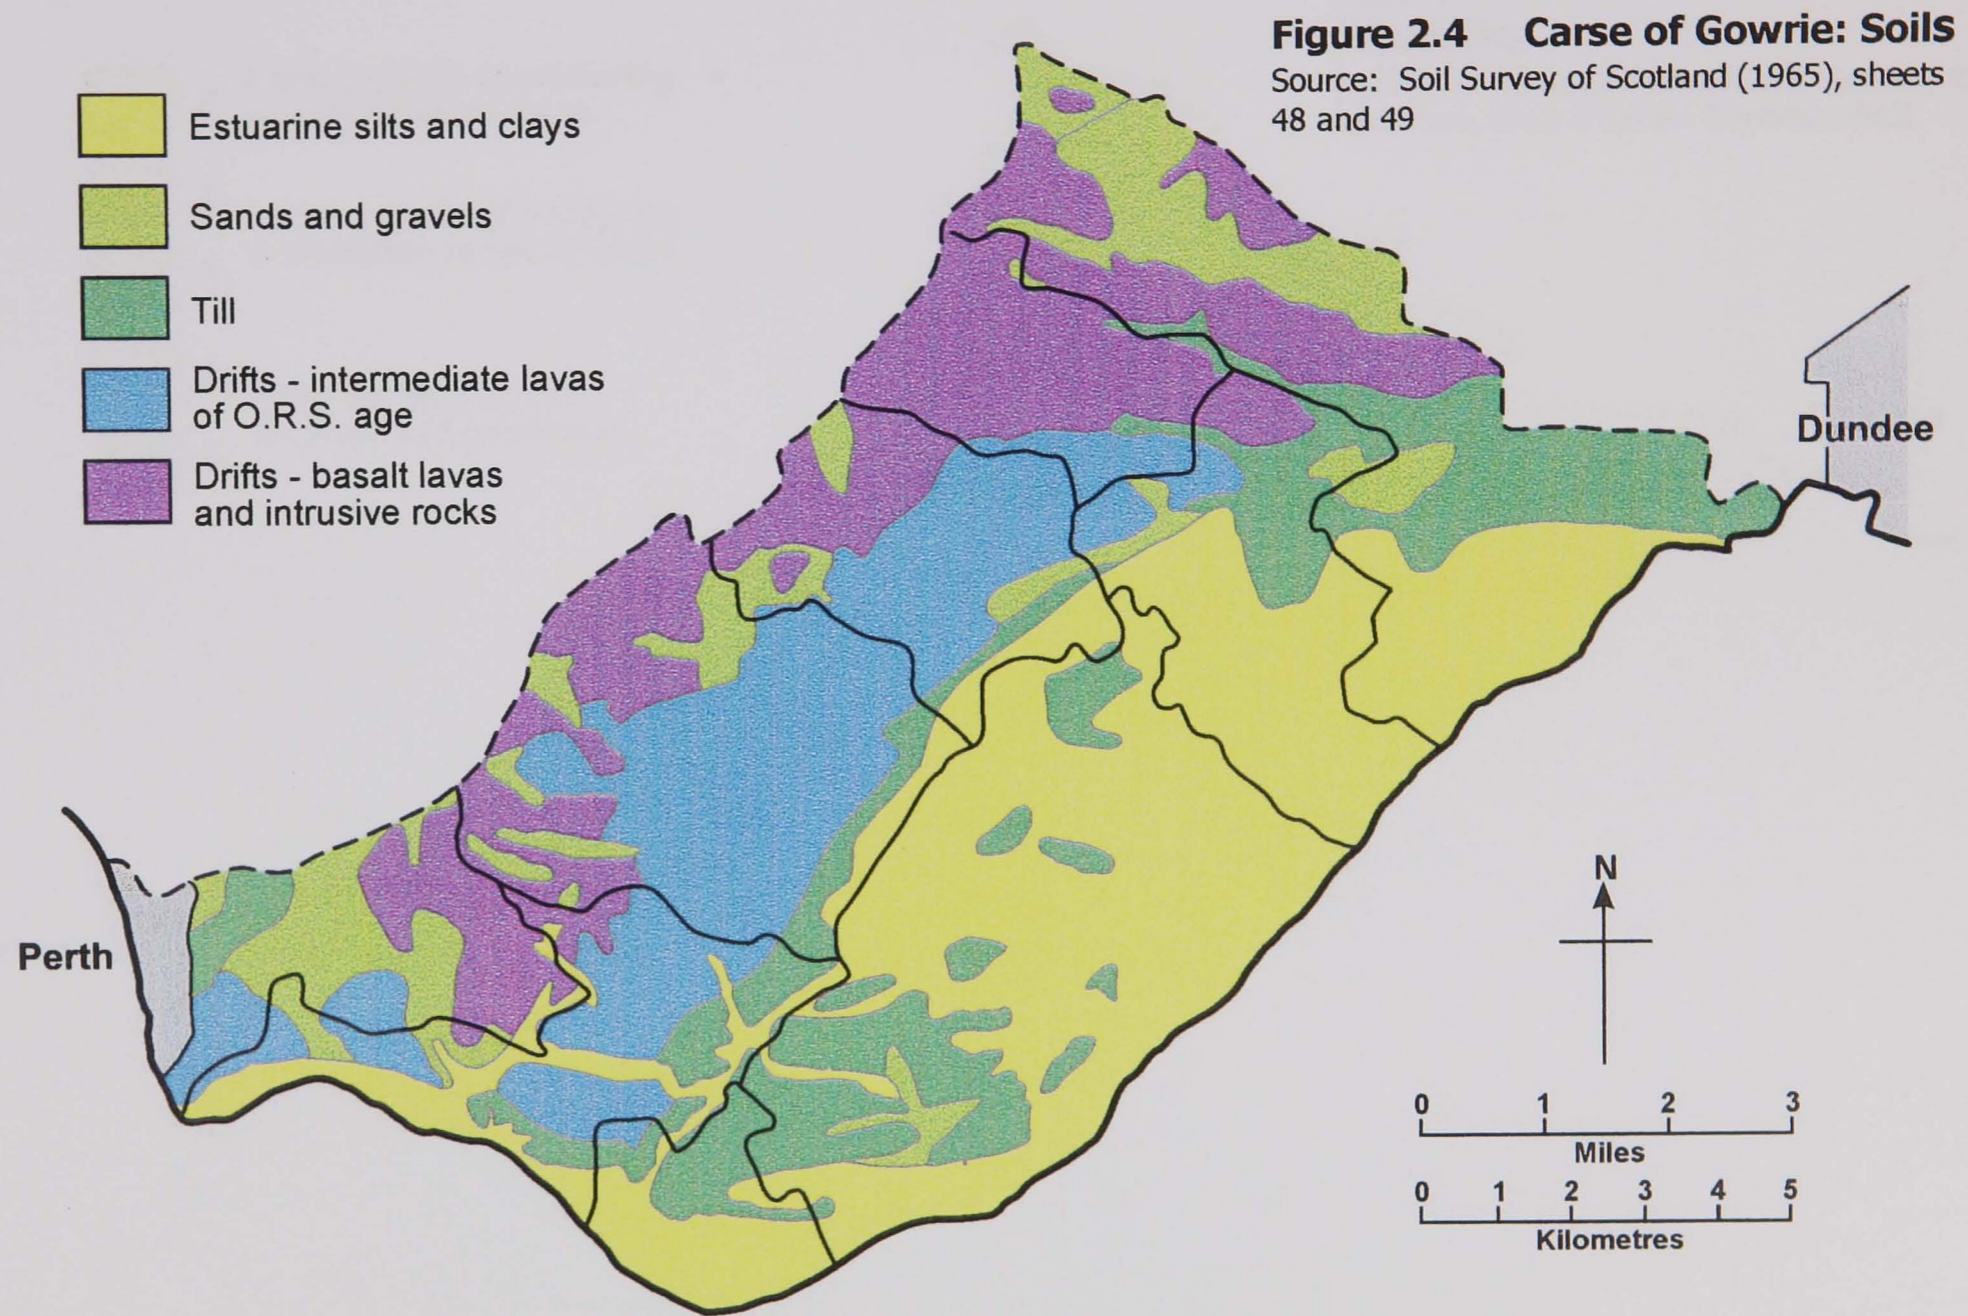 Figure 2.4 Carse of Gowrie: Soils
Source: Soil Survey of Scotland (1965), sheets
48 and 49
Estuarine silts and clays
Sands and gravels
Till
Drifts - intermediate lavas
of O.R.S. age
Drifts - basalt lavas
and intrusive rocks
Dundee
Perth
N
0 1 2 3
Miles
0 1 2 3 4 5
Kilometres